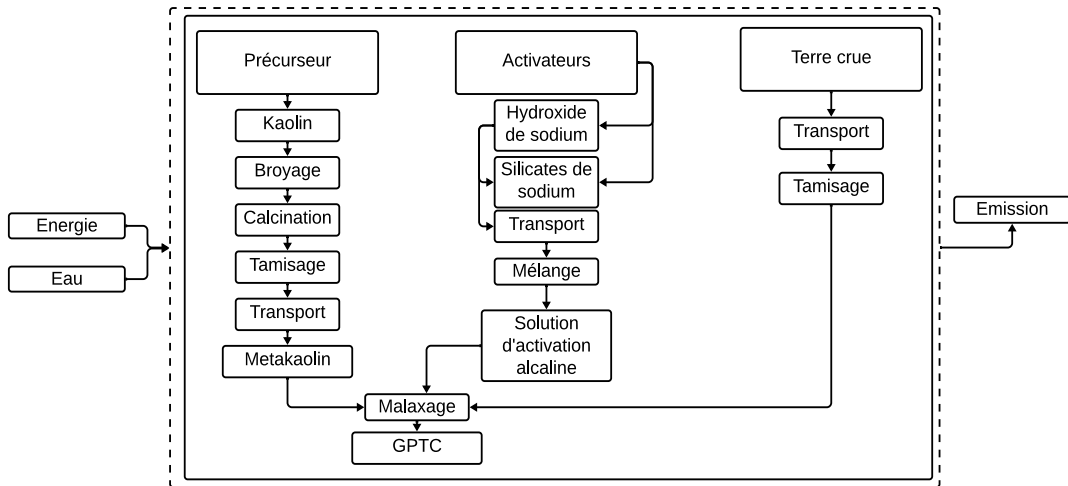 Précurseur
Activateurs
Terre crue
Kaolin
Broyage
Calcination
Tamisage
Transport
Metakaolin
Hydroxide
de sodium
Silicates de
sodium
Transport
Mélange
Solution
d'activation
alcaline
Transport
Tamisage
Energie
Eau
Emission
Malaxage
GPTC